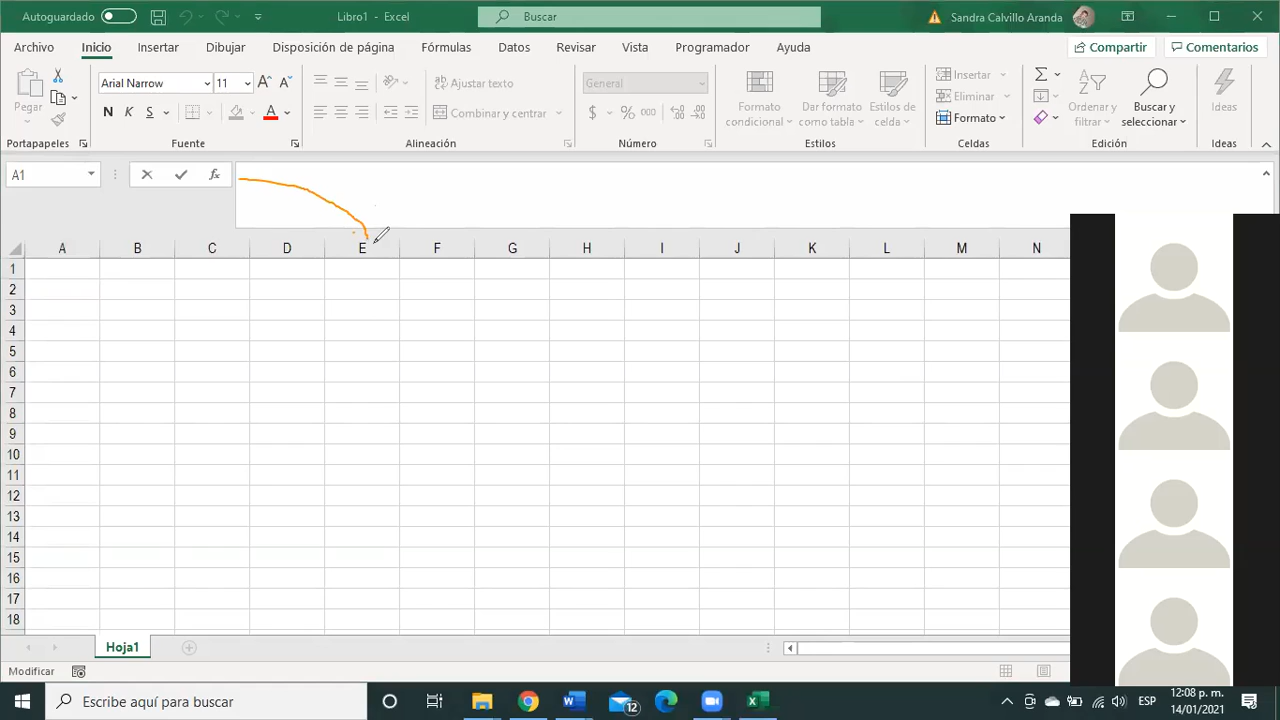 Autoguardado Libro1 - Excel Buscar Sandra Calvillo Aranda
Archivo Inicio Insertar Dibujar Disposición de página Fórmulas Datos Revisar Vista Programador Ayuda Compartir Comentarios
Pegar Arial Narrow 11 A A ab Ajustar texto General Formato condicional Dar formato como tabla Estilos de celda Insertar Σ Ordenar y filtrar Buscar y seleccionar Ideas
Eliminar
N K S A Combinar y centrar $ % 000 Formato
Portapapeles Fuente Alineación Número Estilos Celdas Edición Ideas
A1 fx
A B C D E F G H I J K L M N
1
2
3
4
5
6
7
8
9
10
11
12
13
14
15
16
17
18
Hoja1
Modificar
Escribe aquí para buscar 12 ESP 12:08 p. m.
14/01/2021